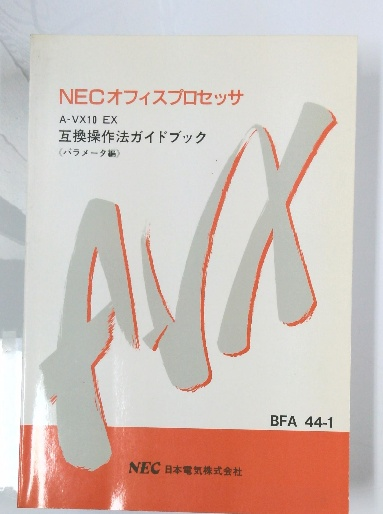 NECオフィスプロセッサ
A-VX10 EX
互換操作法ガイドブック
《パラメータ編》
AVX
BFA 44-1
NEC 日本電気株式会社